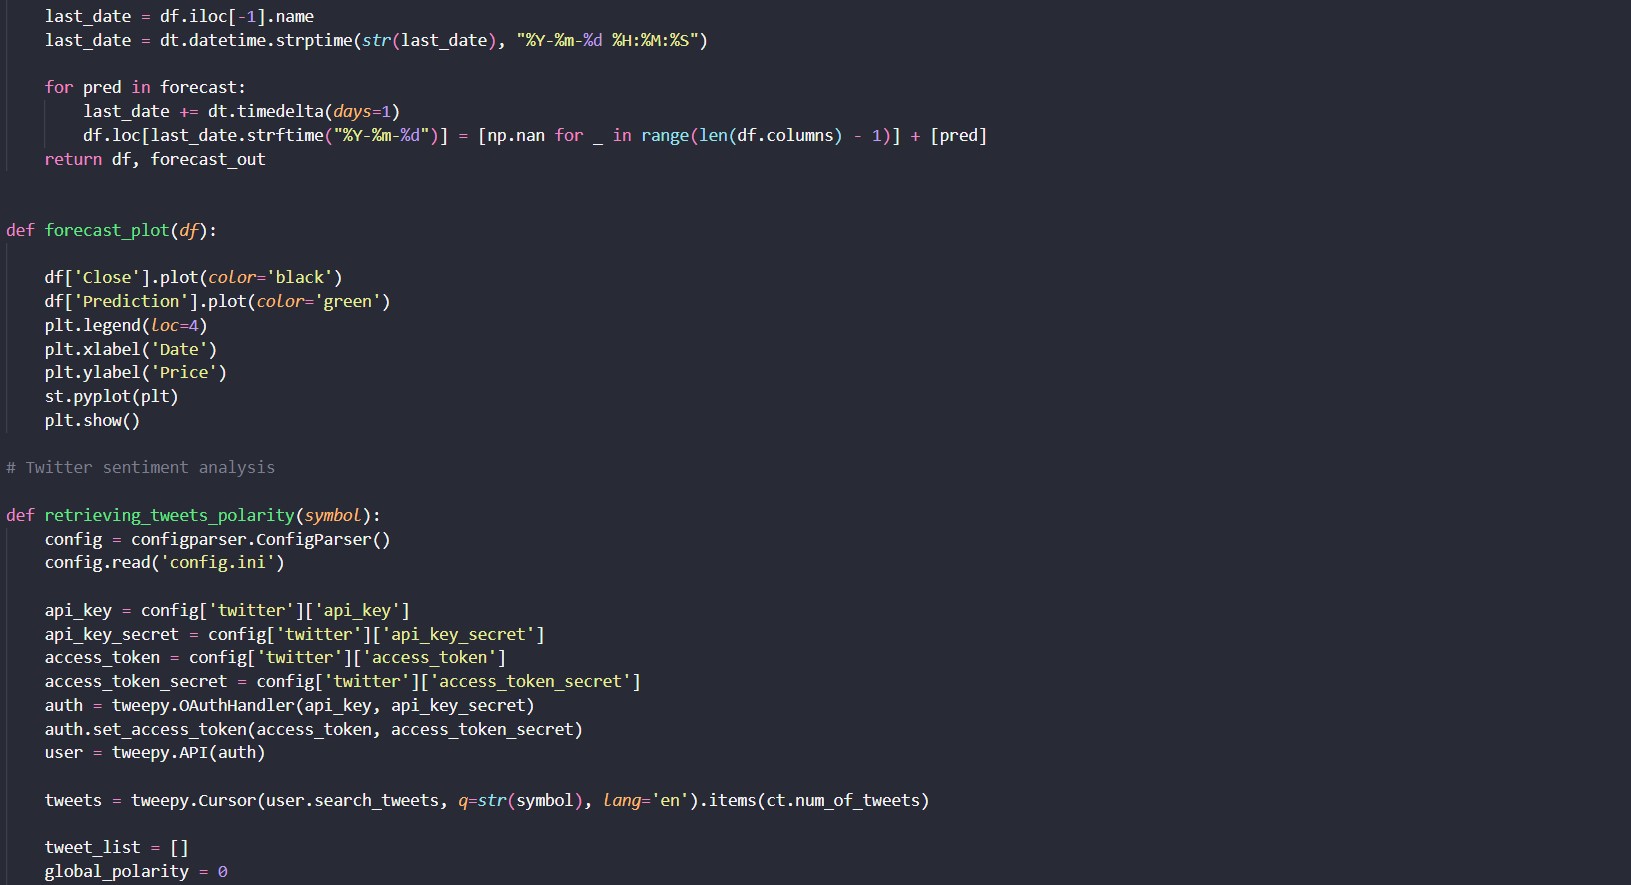 last_date = df.iloc[-1].name
last_date = dt.datetime.strptime(str(last_date), "%Y-%m-%d %H:%M:%S")
for pred in forecast:
last_date += dt.timedelta(days=1)
df.loc[last_date.strftime("%Y-%m-%d")] = [np.nan for _ in range(len(df.columns) - 1)] + [pred]
return df, forecast_out
def forecast_plot(df):
df['Close'].plot(color='black')
df['Prediction'].plot(color='green')
plt.legend(loc=4)
plt.xlabel('Date')
plt.ylabel('Price')
st.pyplot(plt)
plt.show()
# Twitter sentiment analysis
def retrieving_tweets_polarity(symbol):
config = configparser.ConfigParser()
config.read('config.ini')
api_key = config['twitter']['api_key']
api_key_secret = config['twitter']['api_key_secret']
access_token = config['twitter']['access_token']
access_token_secret = config['twitter']['access_token_secret']
auth = tweepy.OAuthHandler(api_key, api_key_secret)
auth.set_access_token(access_token, access_token_secret)
user = tweepy.API(auth)
tweets = tweepy.Cursor(user.search_tweets, q=str(symbol), lang='en').items(ct.num_of_tweets)
tweet_list = []
global_polarity = 0